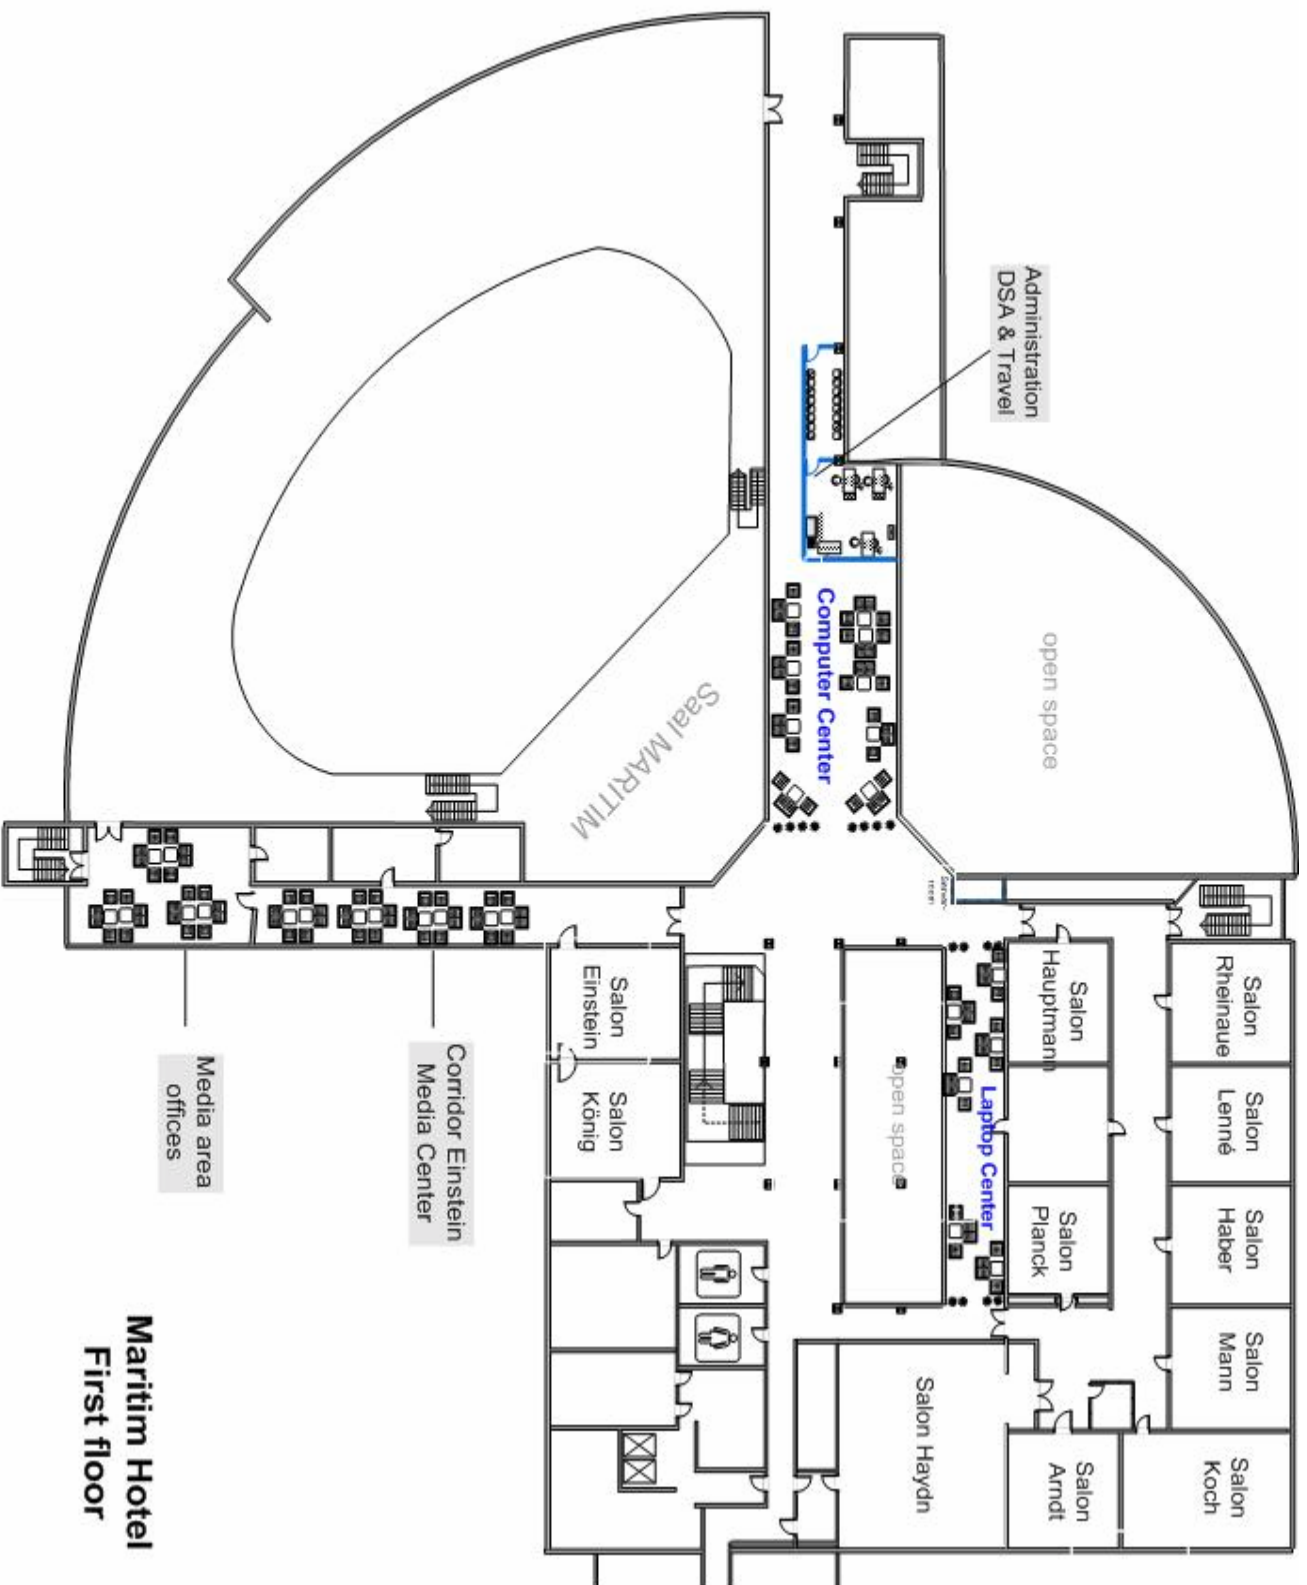 Administration
DSA & Travel
open space
Computer Center
Saal MARITIM
Salon
Rheinaue
Salon
Hauptmann
Salon
Lenné
Salon
Haber
Salon
Mann
Salon
Koch
Salon
Planck
Salon
Arndt
Salon Haydn
Laptop Center
open space
Salon
Einstein
Salon
König
Corridor Einstein
Media Center
Media area
offices
Maritim Hotel
First floor